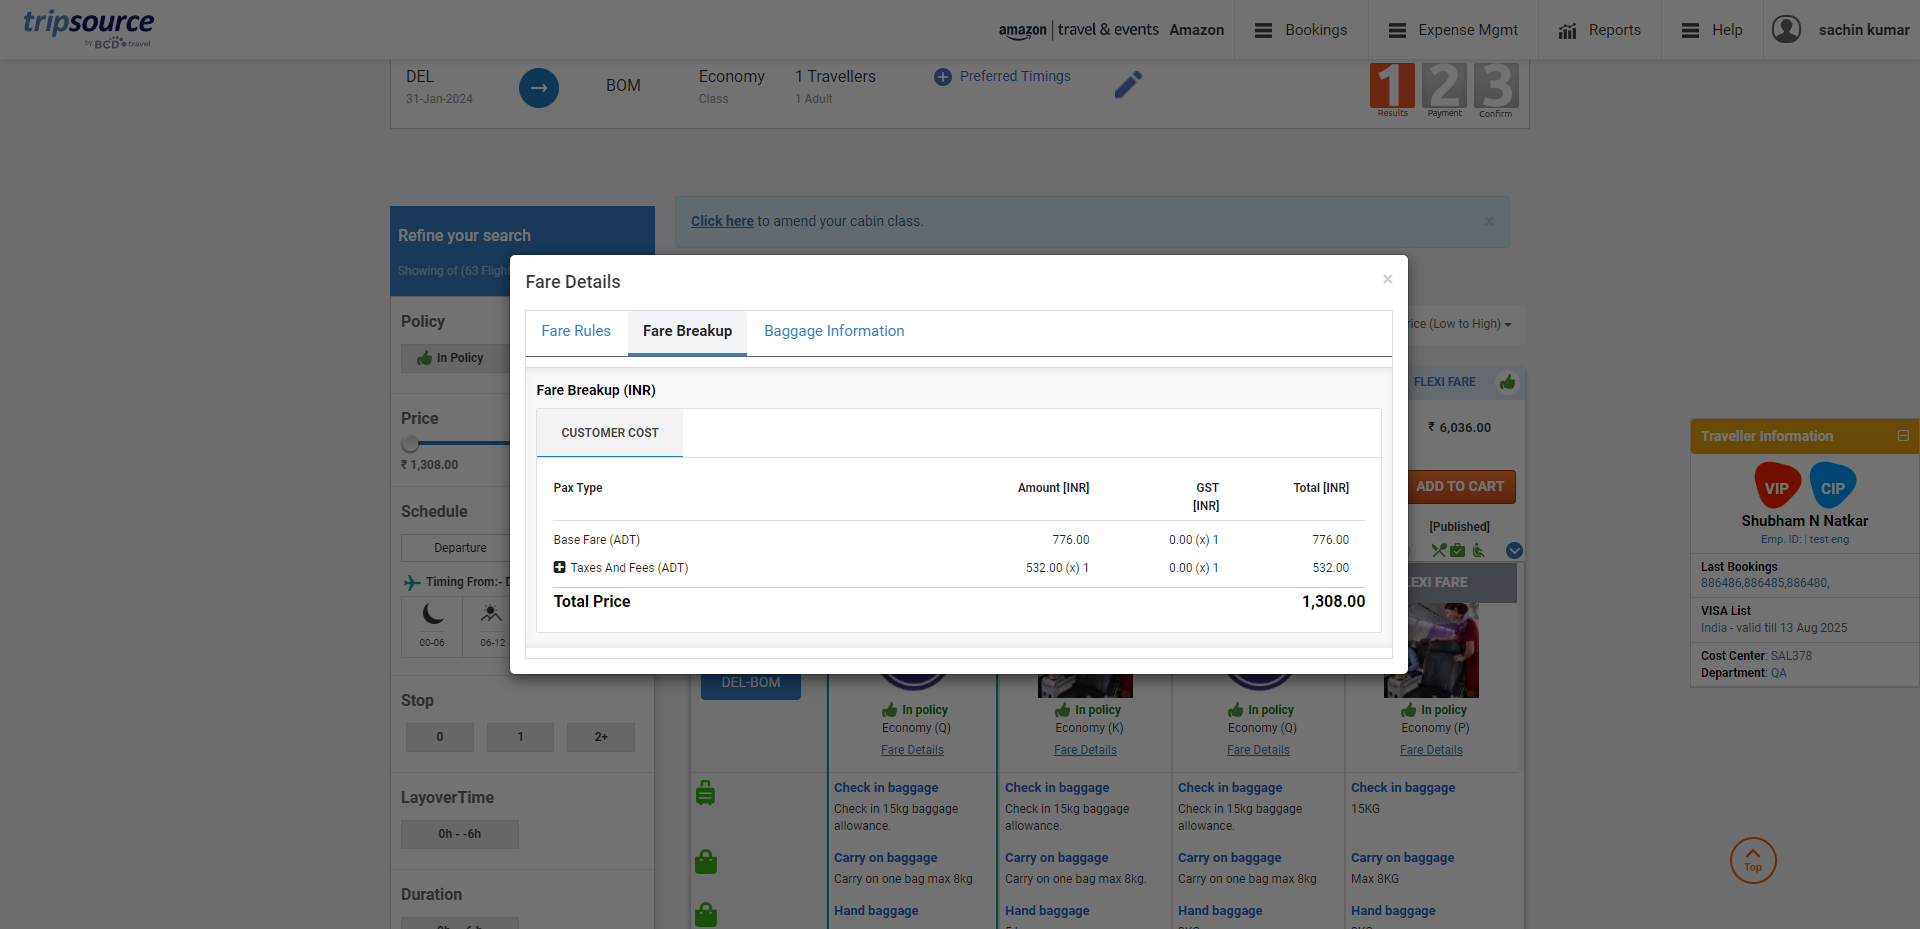 tripsource
by BCD travel
amazon | travel & events Amazon
Bookings
Expense Mgmt
Reports
Help
sachin kumar
DEL
31-Jan-2024
BOM
Economy
Class
1 Travellers
1 Adult
Preferred Timings
1
Results
2
Payment
3
Confirm
Refine your search
Showing of (63 Fligh
Click here to amend your cabin class.
×
Policy
In Policy
Price
₹ 1,308.00
Schedule
Departure
Timing From:- D
00-06
06-12
Stop
0
1
2+
LayoverTime
0h - -6h
Duration
Fare Details
×
Fare Rules
Fare Breakup
Baggage Information
Fare Breakup (INR)
CUSTOMER COST
Pax Type
Amount [INR]
GST
[INR]
Total [INR]
Base Fare (ADT)
776.00
0.00 (x) 1
776.00
Taxes And Fees (ADT)
532.00 (x) 1
0.00 (x) 1
532.00
Total Price
1,308.00
rice (Low to High)
FLEXI FARE
₹ 6,036.00
ADD TO CART
[Published]
LEXI FARE
DEL-BOM
In policy
Economy (Q)
Fare Details
In policy
Economy (K)
Fare Details
In policy
Economy (Q)
Fare Details
In policy
Economy (P)
Fare Details
Check in baggage
Check in 15kg baggage
allowance.
Check in baggage
Check in 15kg baggage
allowance.
Check in baggage
Check in 15kg baggage
allowance.
Check in baggage
15KG
Carry on baggage
Carry on one bag max 8kg
Carry on baggage
Carry on one bag max 8kg.
Carry on baggage
Carry on one bag max 8kg
Carry on baggage
Max 8KG
Hand baggage
Hand baggage
Hand baggage
Hand baggage
Traveller Information
VIP
CIP
Shubham N Natkar
Emp. ID: | test eng
Last Bookings
886486,886485,886480,
VISA List
India - valid till 13 Aug 2025
Cost Center: SAL378
Department: QA
Top